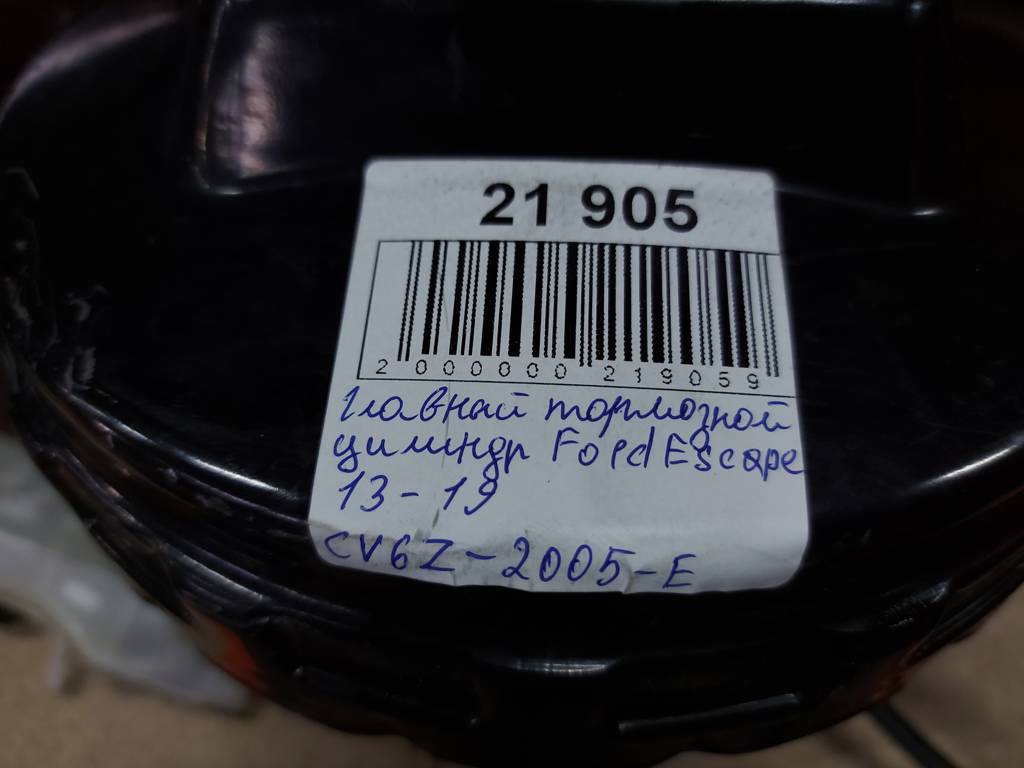 21 905
2 000000 219059
Главный тормозной
цилиндр Ford Escape
13-19
CV6Z-2005-E